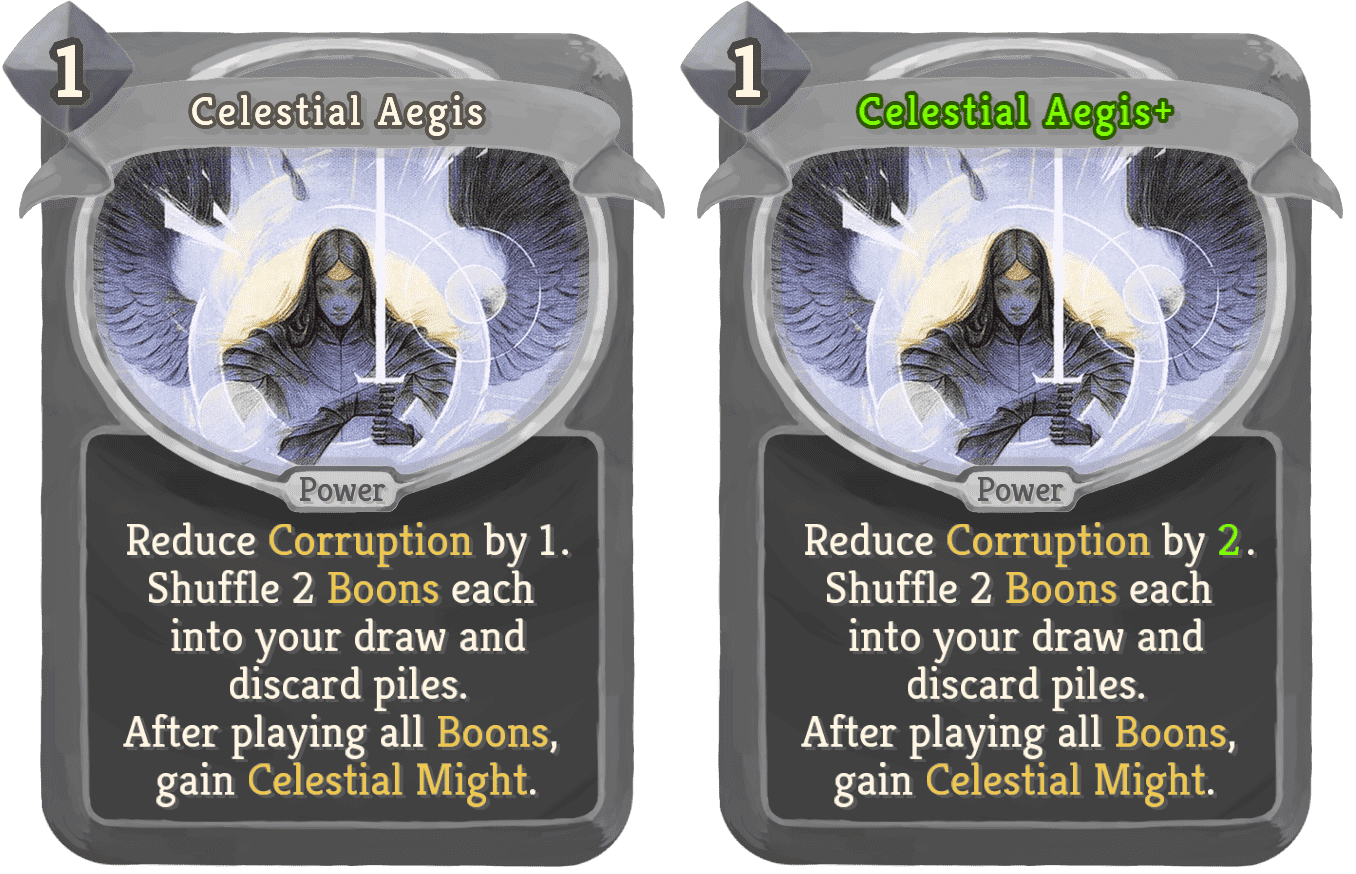 1
Celestial Aegis
Power
Reduce Corruption by 1.
Shuffle 2 Boons each
into your draw and
discard piles.
After playing all Boons,
gain Celestial Might.
1
Celestial Aegis+
Power
Reduce Corruption by 2.
Shuffle 2 Boons each
into your draw and
discard piles.
After playing all Boons,
gain Celestial Might.